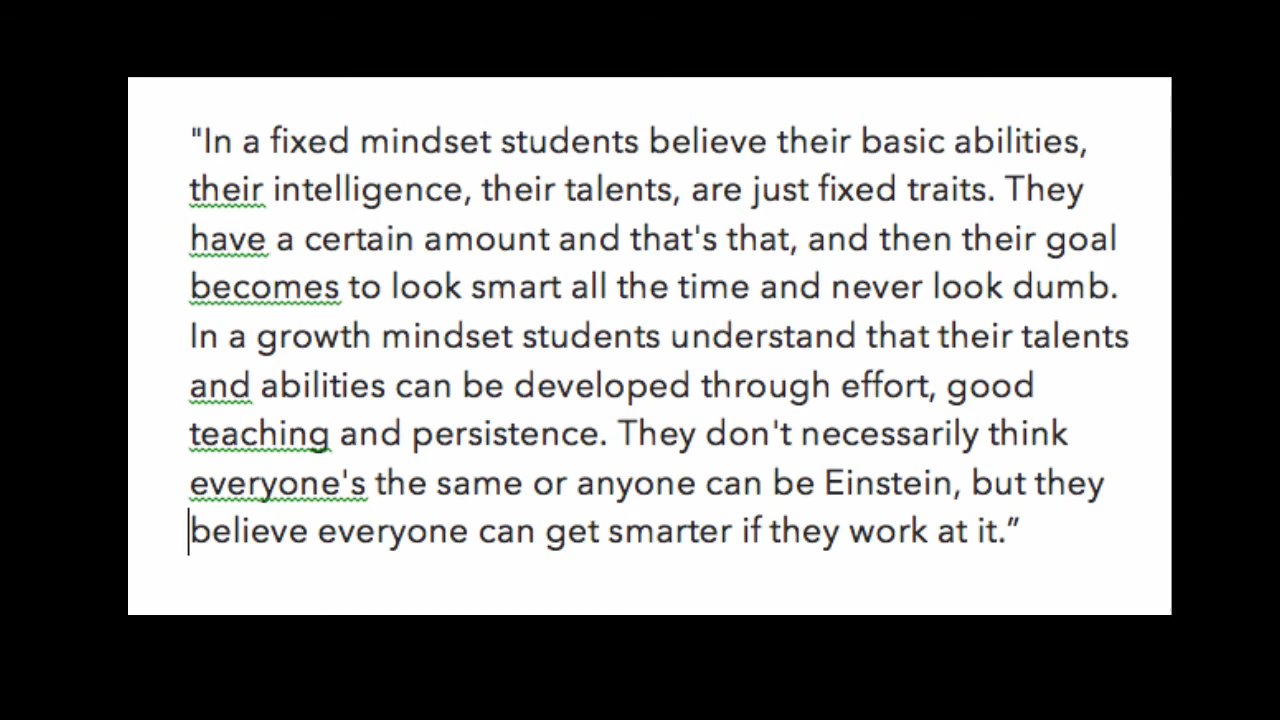 "In a fixed mindset students believe their basic abilities,
their intelligence, their talents, are just fixed traits. They
have a certain amount and that's that, and then their goal
becomes to look smart all the time and never look dumb.
In a growth mindset students understand that their talents
and abilities can be developed through effort, good
teaching and persistence. They don't necessarily think
everyone's the same or anyone can be Einstein, but they
believe everyone can get smarter if they work at it.”